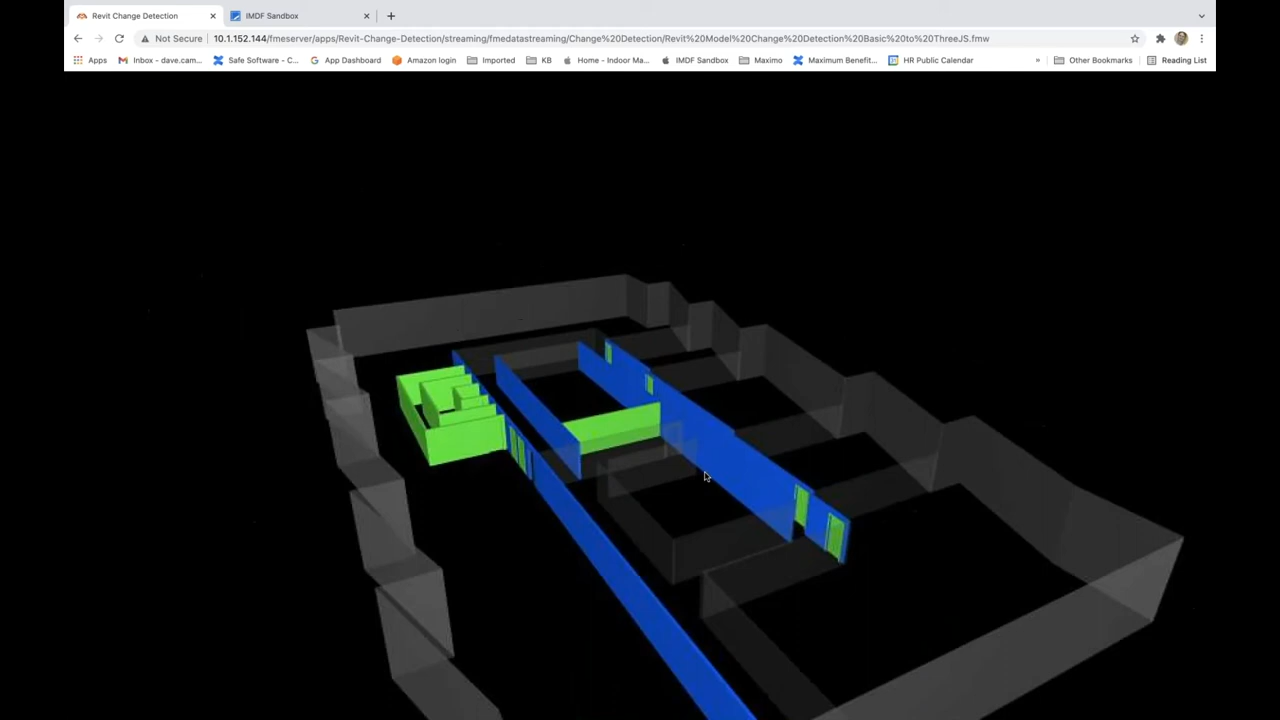 Revit Change Detection
IMDF Sandbox
Not Secure 10.1.152.144/fmeserver/apps/Revit-Change-Detection/streaming/fmedatastreaming/Change%20Detection/Revit%20Model%20Change%20Detection%20Basic%20to%20ThreeJS.fmw
Apps Inbox - dave.cam... Safe Software - C... App Dashboard Amazon login Imported KB Home - Indoor Ma... IMDF Sandbox Maximo Maximum Benefit... HR Public Calendar » Other Bookmarks Reading List